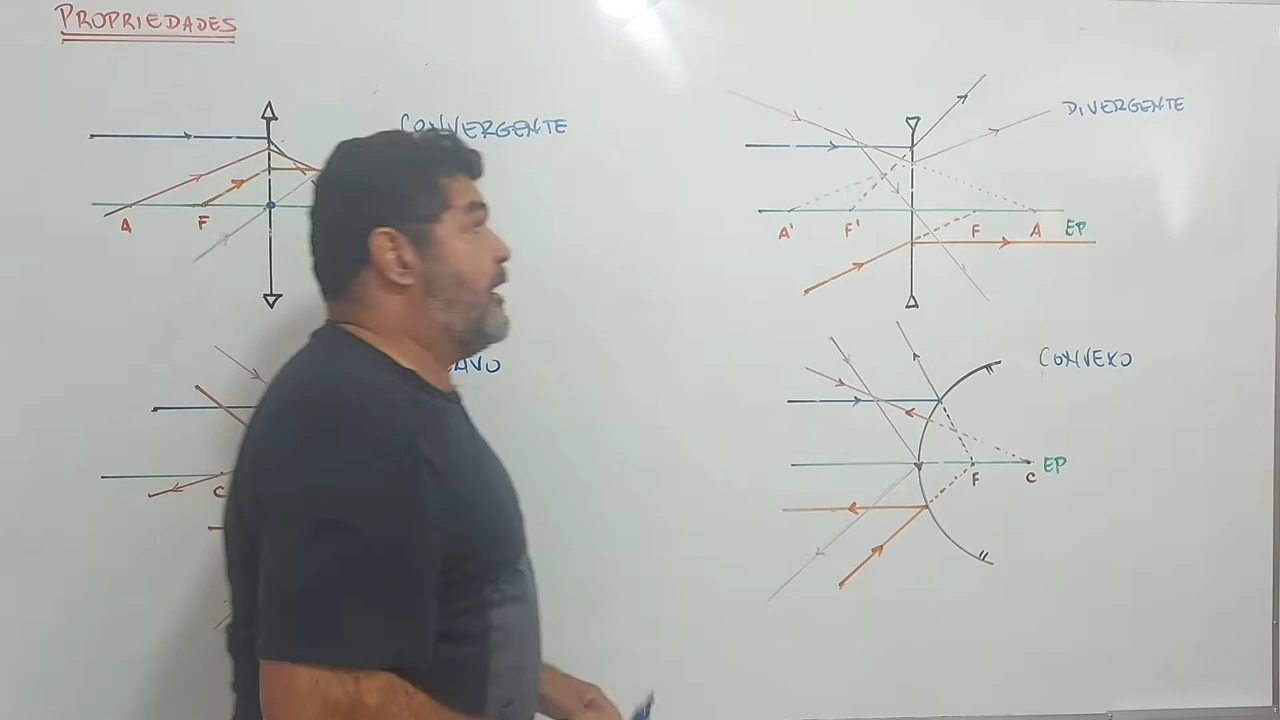 PROPRIEDADES
CONVERGENTE
A F
DIVERGENTE
A' F' F A EP
CONVEXO
F C EP
C